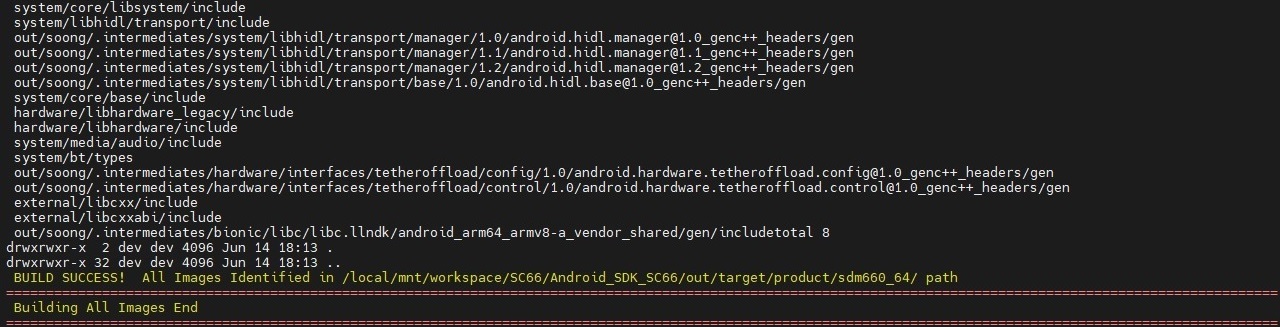 system/core/libsystem/include
system/libhidl/transport/include
out/soong/.intermediates/system/libhidl/transport/manager/1.0/android.hidl.manager@1.0_genc++_headers/gen
out/soong/.intermediates/system/libhidl/transport/manager/1.1/android.hidl.manager@1.1_genc++_headers/gen
out/soong/.intermediates/system/libhidl/transport/manager/1.2/android.hidl.manager@1.2_genc++_headers/gen
out/soong/.intermediates/system/libhidl/transport/base/1.0/android.hidl.base@1.0_genc++_headers/gen
system/core/base/include
hardware/libhardware_legacy/include
hardware/libhardware/include
system/media/audio/include
system/bt/types
out/soong/.intermediates/hardware/interfaces/tetheroffload/config/1.0/android.hardware.tetheroffload.config@1.0_genc++_headers/gen
out/soong/.intermediates/hardware/interfaces/tetheroffload/control/1.0/android.hardware.tetheroffload.control@1.0_genc++_headers/gen
external/libcxx/include
external/libcxxabi/include
out/soong/.intermediates/bionic/libc/libc.llndk/android_arm64_armv8-a_vendor_shared/gen/includetotal 8
drwxrwxr-x  2 dev dev 4096 Jun 14 18:13 .
drwxrwxr-x 32 dev dev 4096 Jun 14 18:13 ..
BUILD SUCCESS!  All Images Identified in /local/mnt/workspace/SC66/Android_SDK_SC66/out/target/product/sdm660_64/ path
Building All Images End